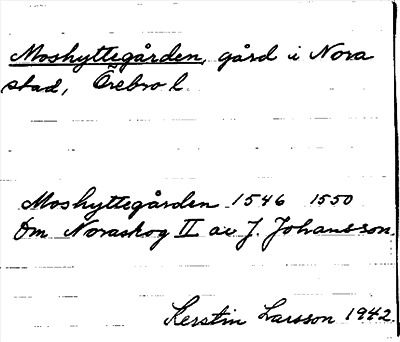 Moshyttegården, gård i Nora
stad, Örebro l.
Moshyttegården 1546 1550
Om Noraskog II av J. Johansson.
Kerstin Larsson 1942.